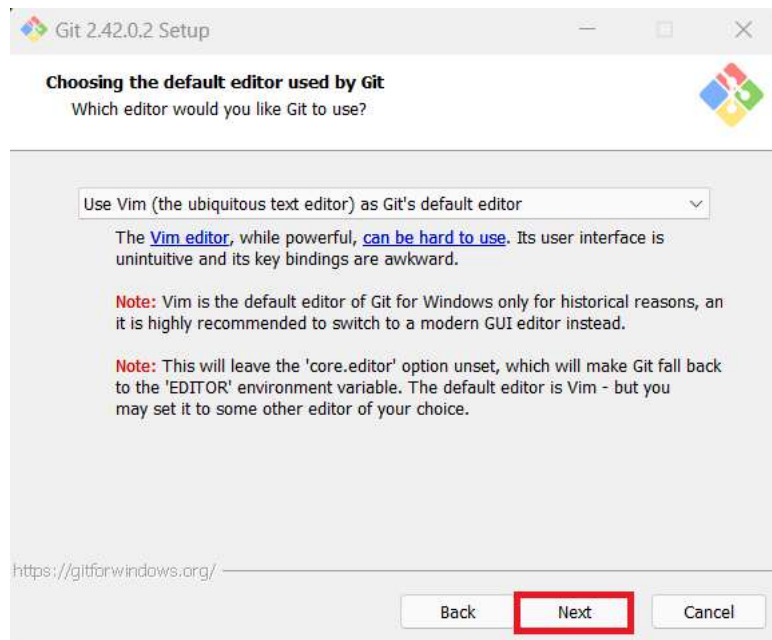 Git 2.42.0.2 Setup
Choosing the default editor used by Git
Which editor would you like Git to use?
Use Vim (the ubiquitous text editor) as Git's default editor
The Vim editor, while powerful, can be hard to use. Its user interface is
unintuitive and its key bindings are awkward.
Note: Vim is the default editor of Git for Windows only for historical reasons, an
it is highly recommended to switch to a modern GUI editor instead.
Note: This will leave the 'core.editor' option unset, which will make Git fall back
to the 'EDITOR' environment variable. The default editor is Vim - but you
may set it to some other editor of your choice.
https://gitforwindows.org/
Back Next Cancel